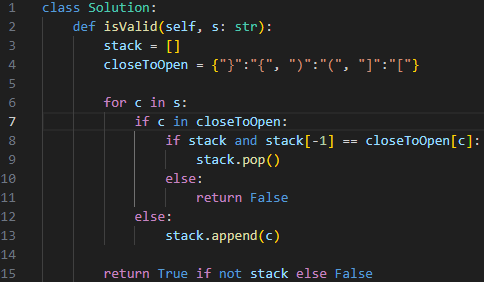 1 class Solution:
2     def isValid(self, s: str):
3         stack = []
4         closeToOpen = {"}":"{", ")":"(", "]":"["}
5
6         for c in s:
7             if c in closeToOpen:
8                 if stack and stack[-1] == closeToOpen[c]:
9                     stack.pop()
10                 else:
11                     return False
12             else:
13                 stack.append(c)
14
15         return True if not stack else False